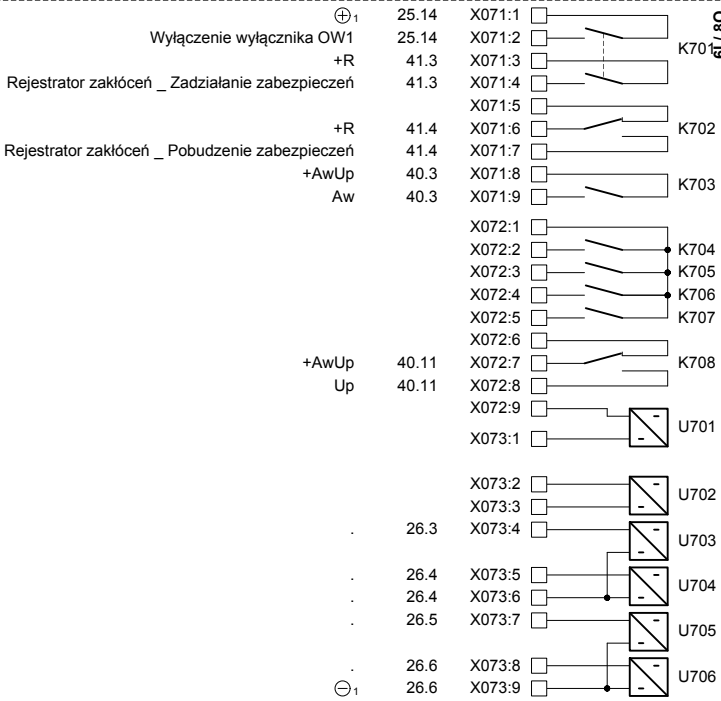 ⊕1 25.14 X071:1
Wyłączenie wyłącznika OW1 25.14 X071:2 K701
+R 41.3 X071:3
Rejestrator zakłóceń _ Zadziałanie zabezpieczeń 41.3 X071:4
X071:5
+R 41.4 X071:6 K702
Rejestrator zakłóceń _ Pobudzenie zabezpieczeń 41.4 X071:7
+AwUp 40.3 X071:8 K703
Aw 40.3 X071:9
X072:1
X072:2 K704
X072:3 K705
X072:4 K706
X072:5 K707
X072:6
+AwUp 40.11 X072:7 K708
Up 40.11 X072:8
X072:9 U701
X073:1
X073:2 U702
X073:3
. 26.3 X073:4 U703
. 26.4 X073:5 U704
. 26.4 X073:6
. 26.5 X073:7 U705
. 26.6 X073:8 U706
⊖1 26.6 X073:9